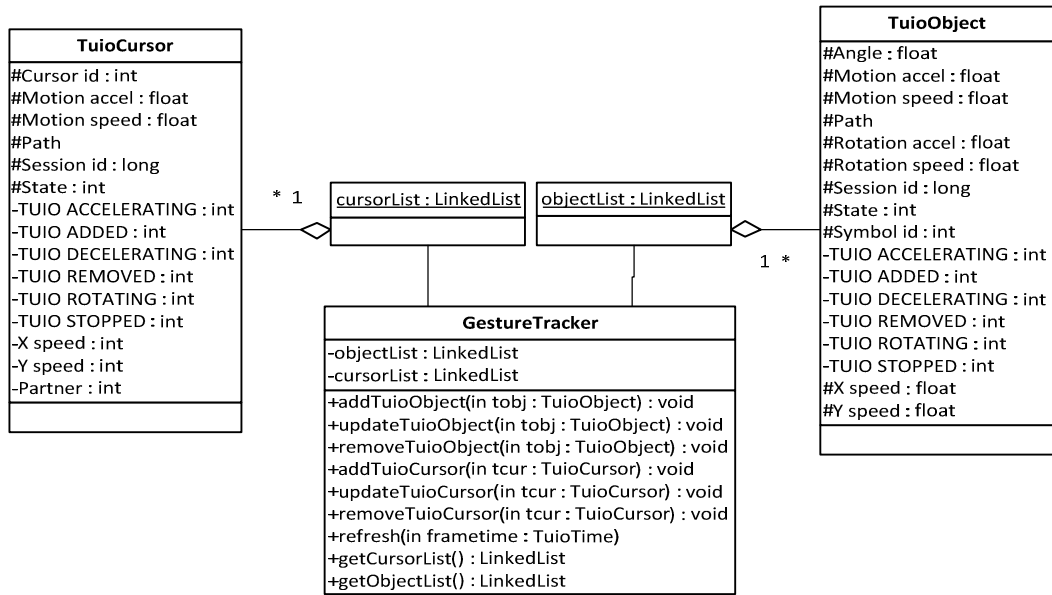 TuioCursor
#Cursor id : int
#Motion accel : float
#Motion speed : float
#Path
#Session id : long
#State : int
-TUIO ACCELERATING : int
-TUIO ADDED : int
-TUIO DECELERATING : int
-TUIO REMOVED : int
-TUIO ROTATING : int
-TUIO STOPPED : int
-X speed : int
-Y speed : int
-Partner : int
* 1
cursorList : LinkedList
objectList : LinkedList
1 *
TuioObject
#Angle : float
#Motion accel : float
#Motion speed : float
#Path
#Rotation accel : float
#Rotation speed : float
#Session id : long
#State : int
#Symbol id : int
-TUIO ACCELERATING : int
-TUIO ADDED : int
-TUIO DECELERATING : int
-TUIO REMOVED : int
-TUIO ROTATING : int
-TUIO STOPPED : int
#X speed : float
#Y speed : float
GestureTracker
-objectList : LinkedList
-cursorList : LinkedList
+addTuioObject(in tobj : TuioObject) : void
+updateTuioObject(in tobj : TuioObject) : void
+removeTuioObject(in tobj : TuioObject) : void
+addTuioCursor(in tcur : TuioCursor) : void
+updateTuioCursor(in tcur : TuioCursor) : void
+removeTuioCursor(in tcur : TuioCursor) : void
+refresh(in frametime : TuioTime)
+getCursorList() : LinkedList
+getObjectList() : LinkedList